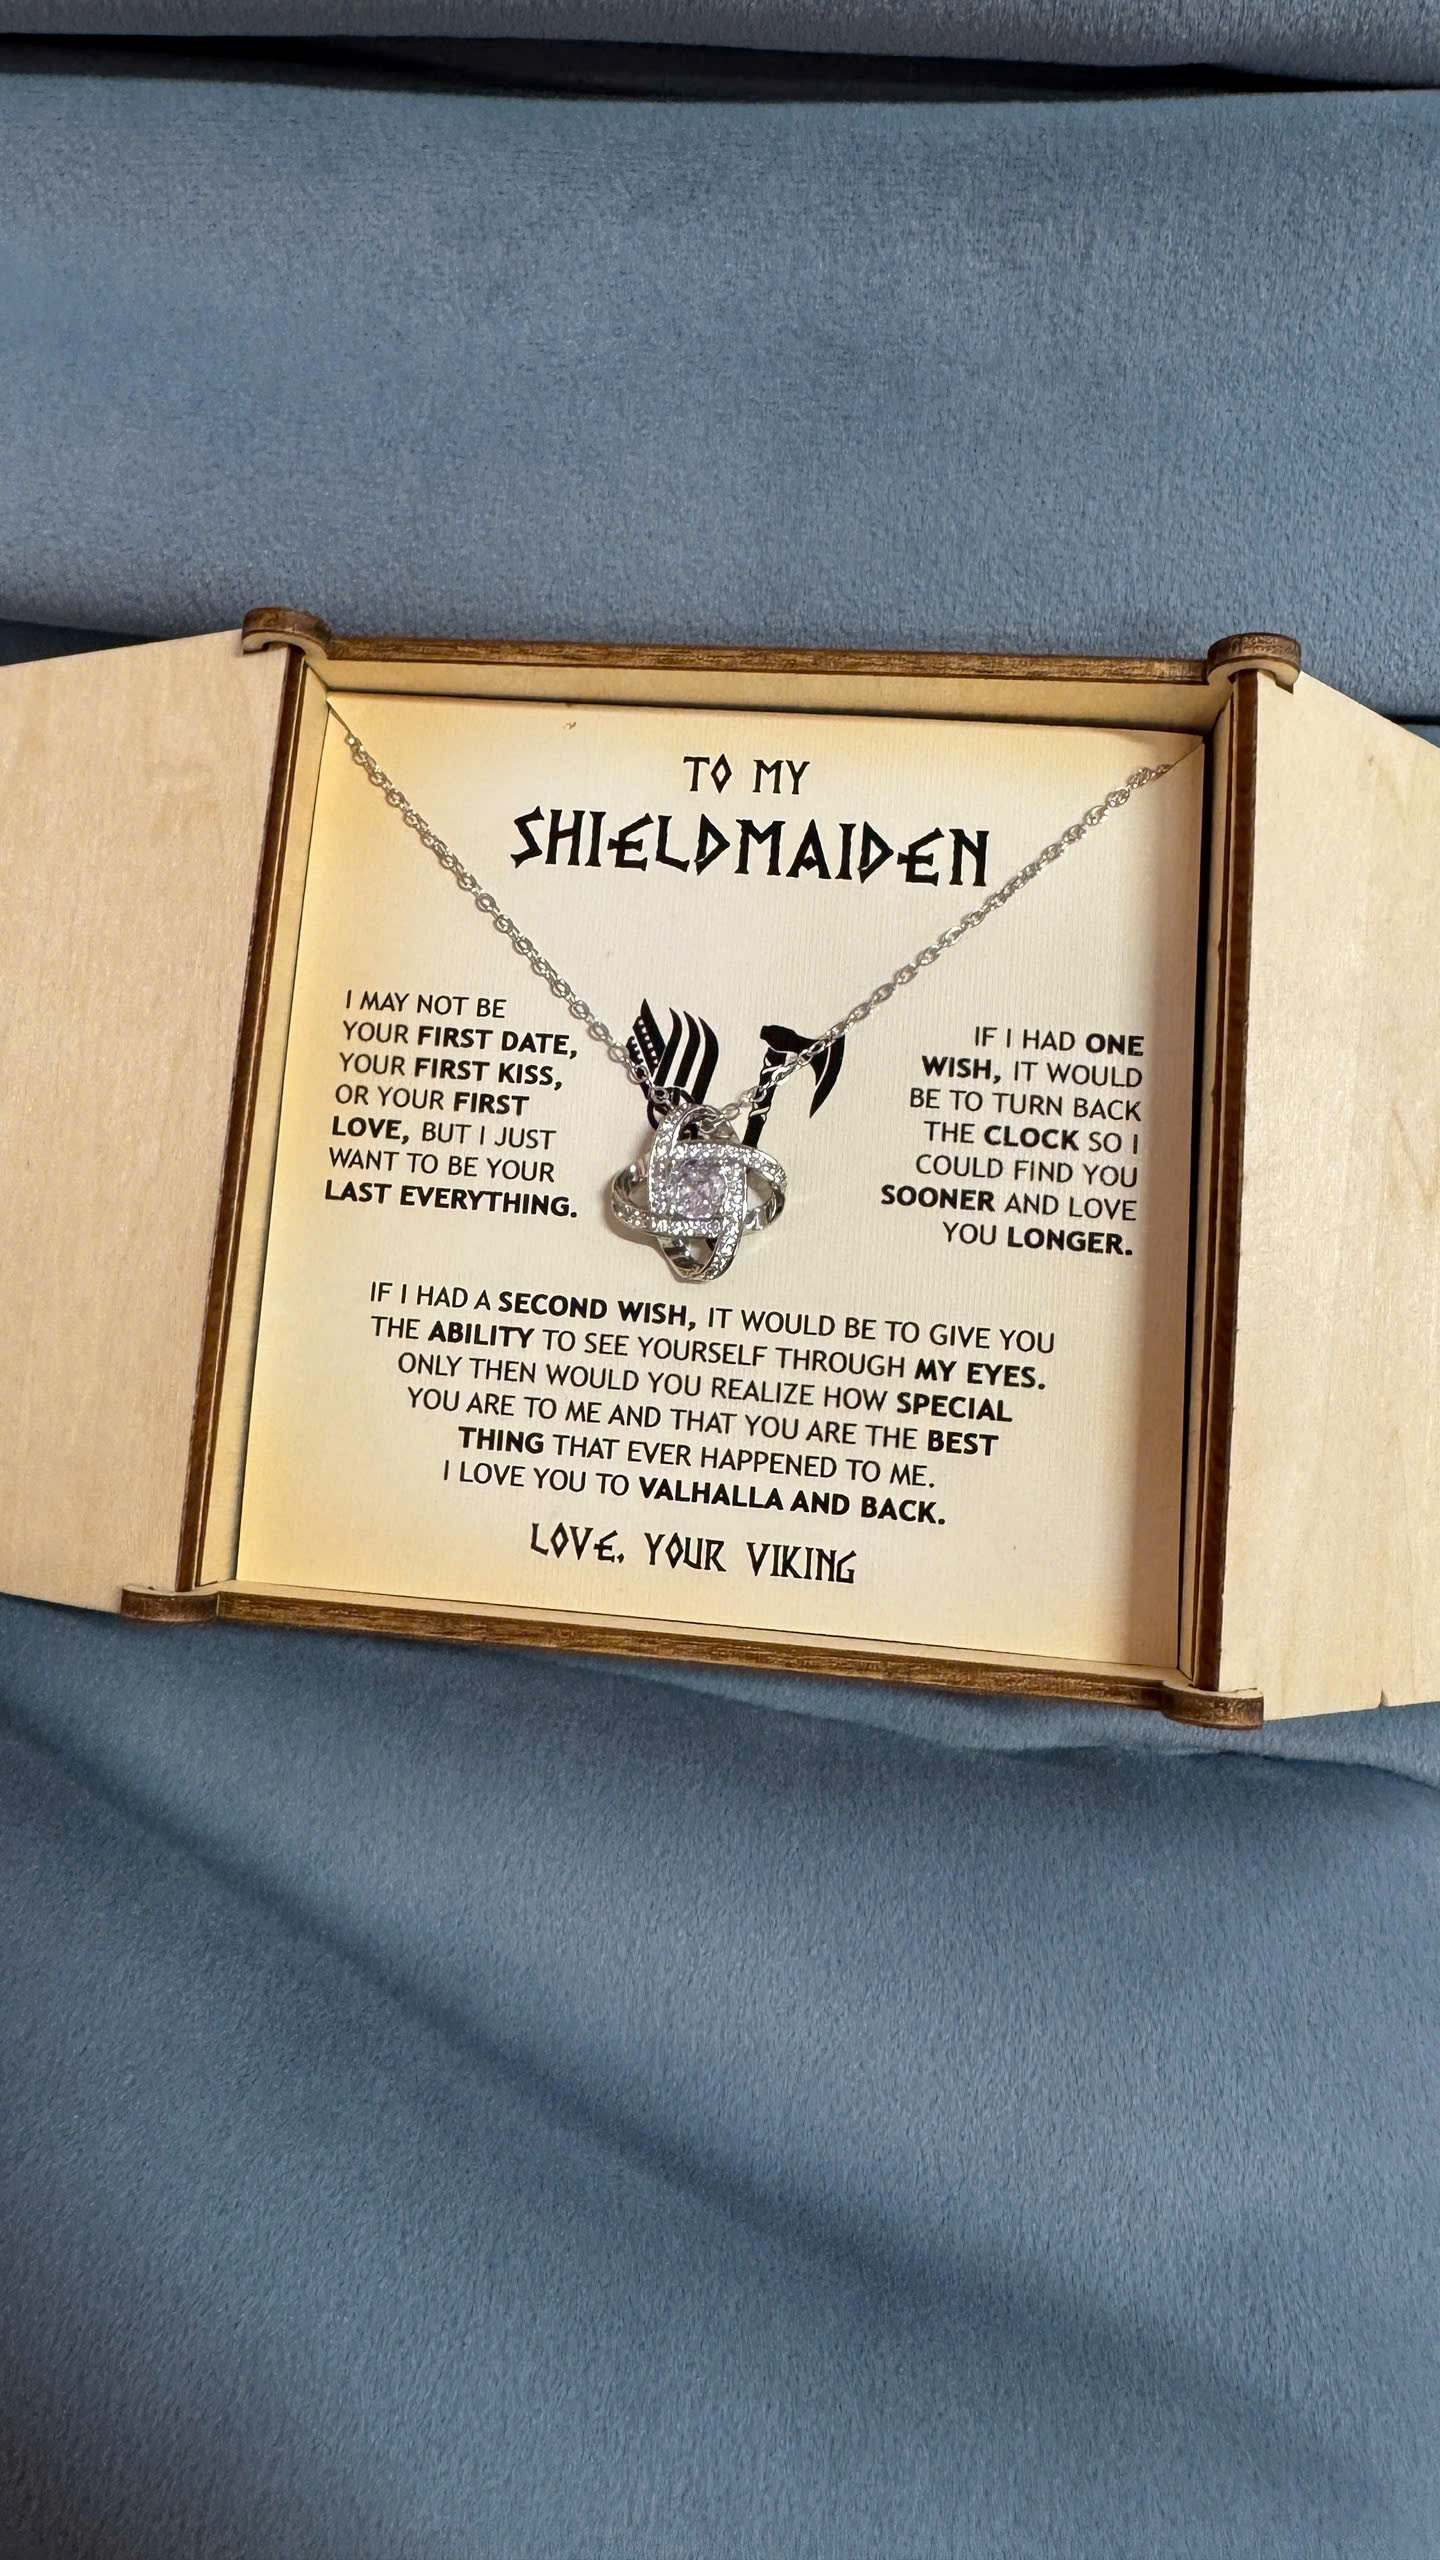 TO MY
SHIELDMAIDEN
I MAY NOT BE
YOUR FIRST DATE,
YOUR FIRST KISS,
OR YOUR FIRST
LOVE, BUT I JUST
WANT TO BE YOUR
LAST EVERYTHING.
IF I HAD ONE
WISH, IT WOULD
BE TO TURN BACK
THE CLOCK SO I
COULD FIND YOU
SOONER AND LOVE
YOU LONGER.
IF I HAD A SECOND WISH, IT WOULD BE TO GIVE YOU
THE ABILITY TO SEE YOURSELF THROUGH MY EYES.
ONLY THEN WOULD YOU REALIZE HOW SPECIAL
YOU ARE TO ME AND THAT YOU ARE THE BEST
THING THAT EVER HAPPENED TO ME.
I LOVE YOU TO VALHALLA AND BACK.
LOVE, YOUR VIKING